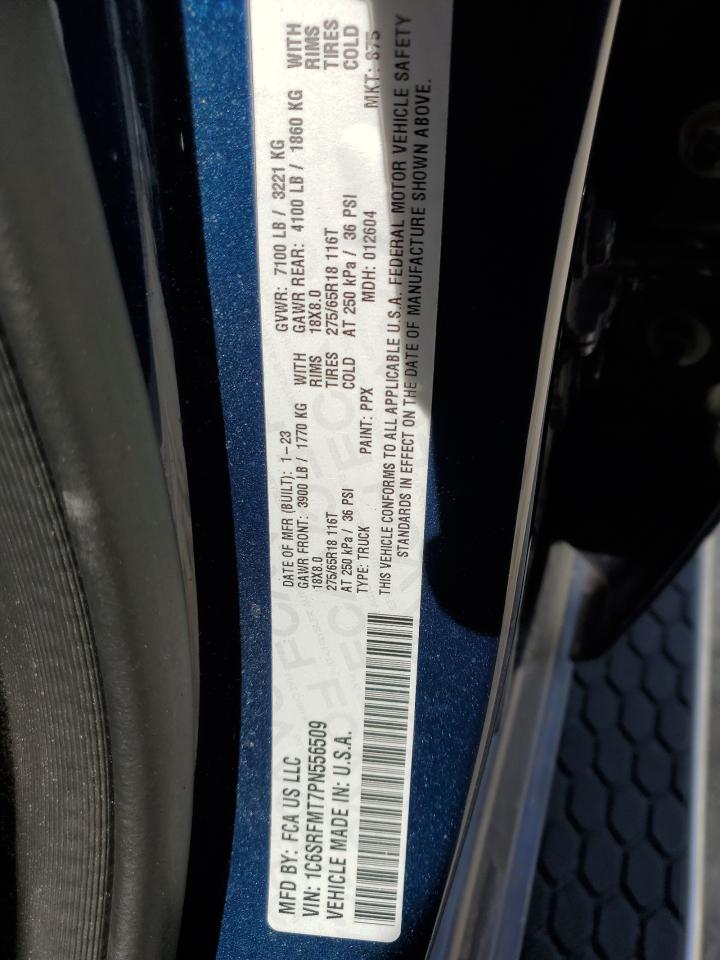 MFD BY: FCA US LLC
VIN: 1C6SRFMT7PN556509
VEHICLE MADE IN: U.S.A.
DATE OF MFR (BUILT): 1-23 GVWR: 7100 LB / 3221 KG
GAWR FRONT: 3900 LB / 1770 KG WITH GAWR REAR: 4100 LB / 1860 KG WITH
18X8.0 RIMS 18X8.0 RIMS
275/65R18 116T TIRES 275/65R18 116T TIRES
AT 250 kPa / 36 PSI COLD AT 250 kPa / 36 PSI COLD
TYPE: TRUCK PAINT: PPX MDH: 012604 MKT: 875
THIS VEHICLE CONFORMS TO ALL APPLICABLE U.S.A. FEDERAL MOTOR VEHICLE SAFETY
STANDARDS IN EFFECT ON THE DATE OF MANUFACTURE SHOWN ABOVE.